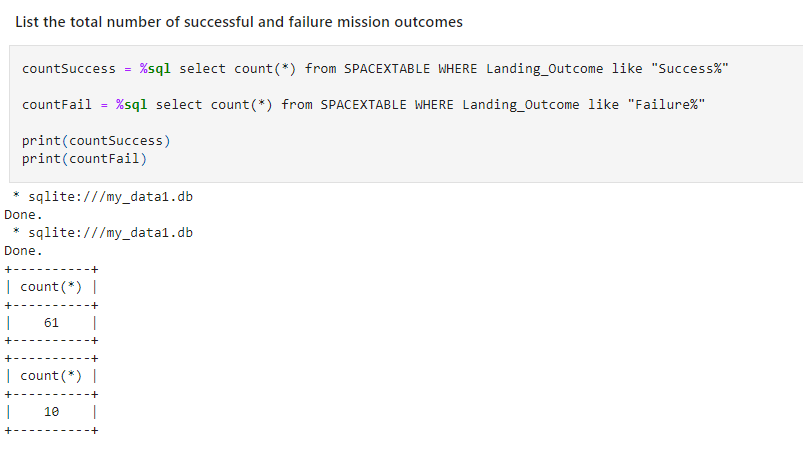 List the total number of successful and failure mission outcomes
countSuccess = %sql select count(*) from SPACEXTABLE WHERE Landing_Outcome like "Success%"
countFail = %sql select count(*) from SPACEXTABLE WHERE Landing_Outcome like "Failure%"
print(countSuccess)
print(countFail)
 * sqlite:///my_data1.db
Done.
 * sqlite:///my_data1.db
Done.
+----------+
| count(*) |
+----------+
|    61    |
+----------+
+----------+
| count(*) |
+----------+
|    10    |
+----------+